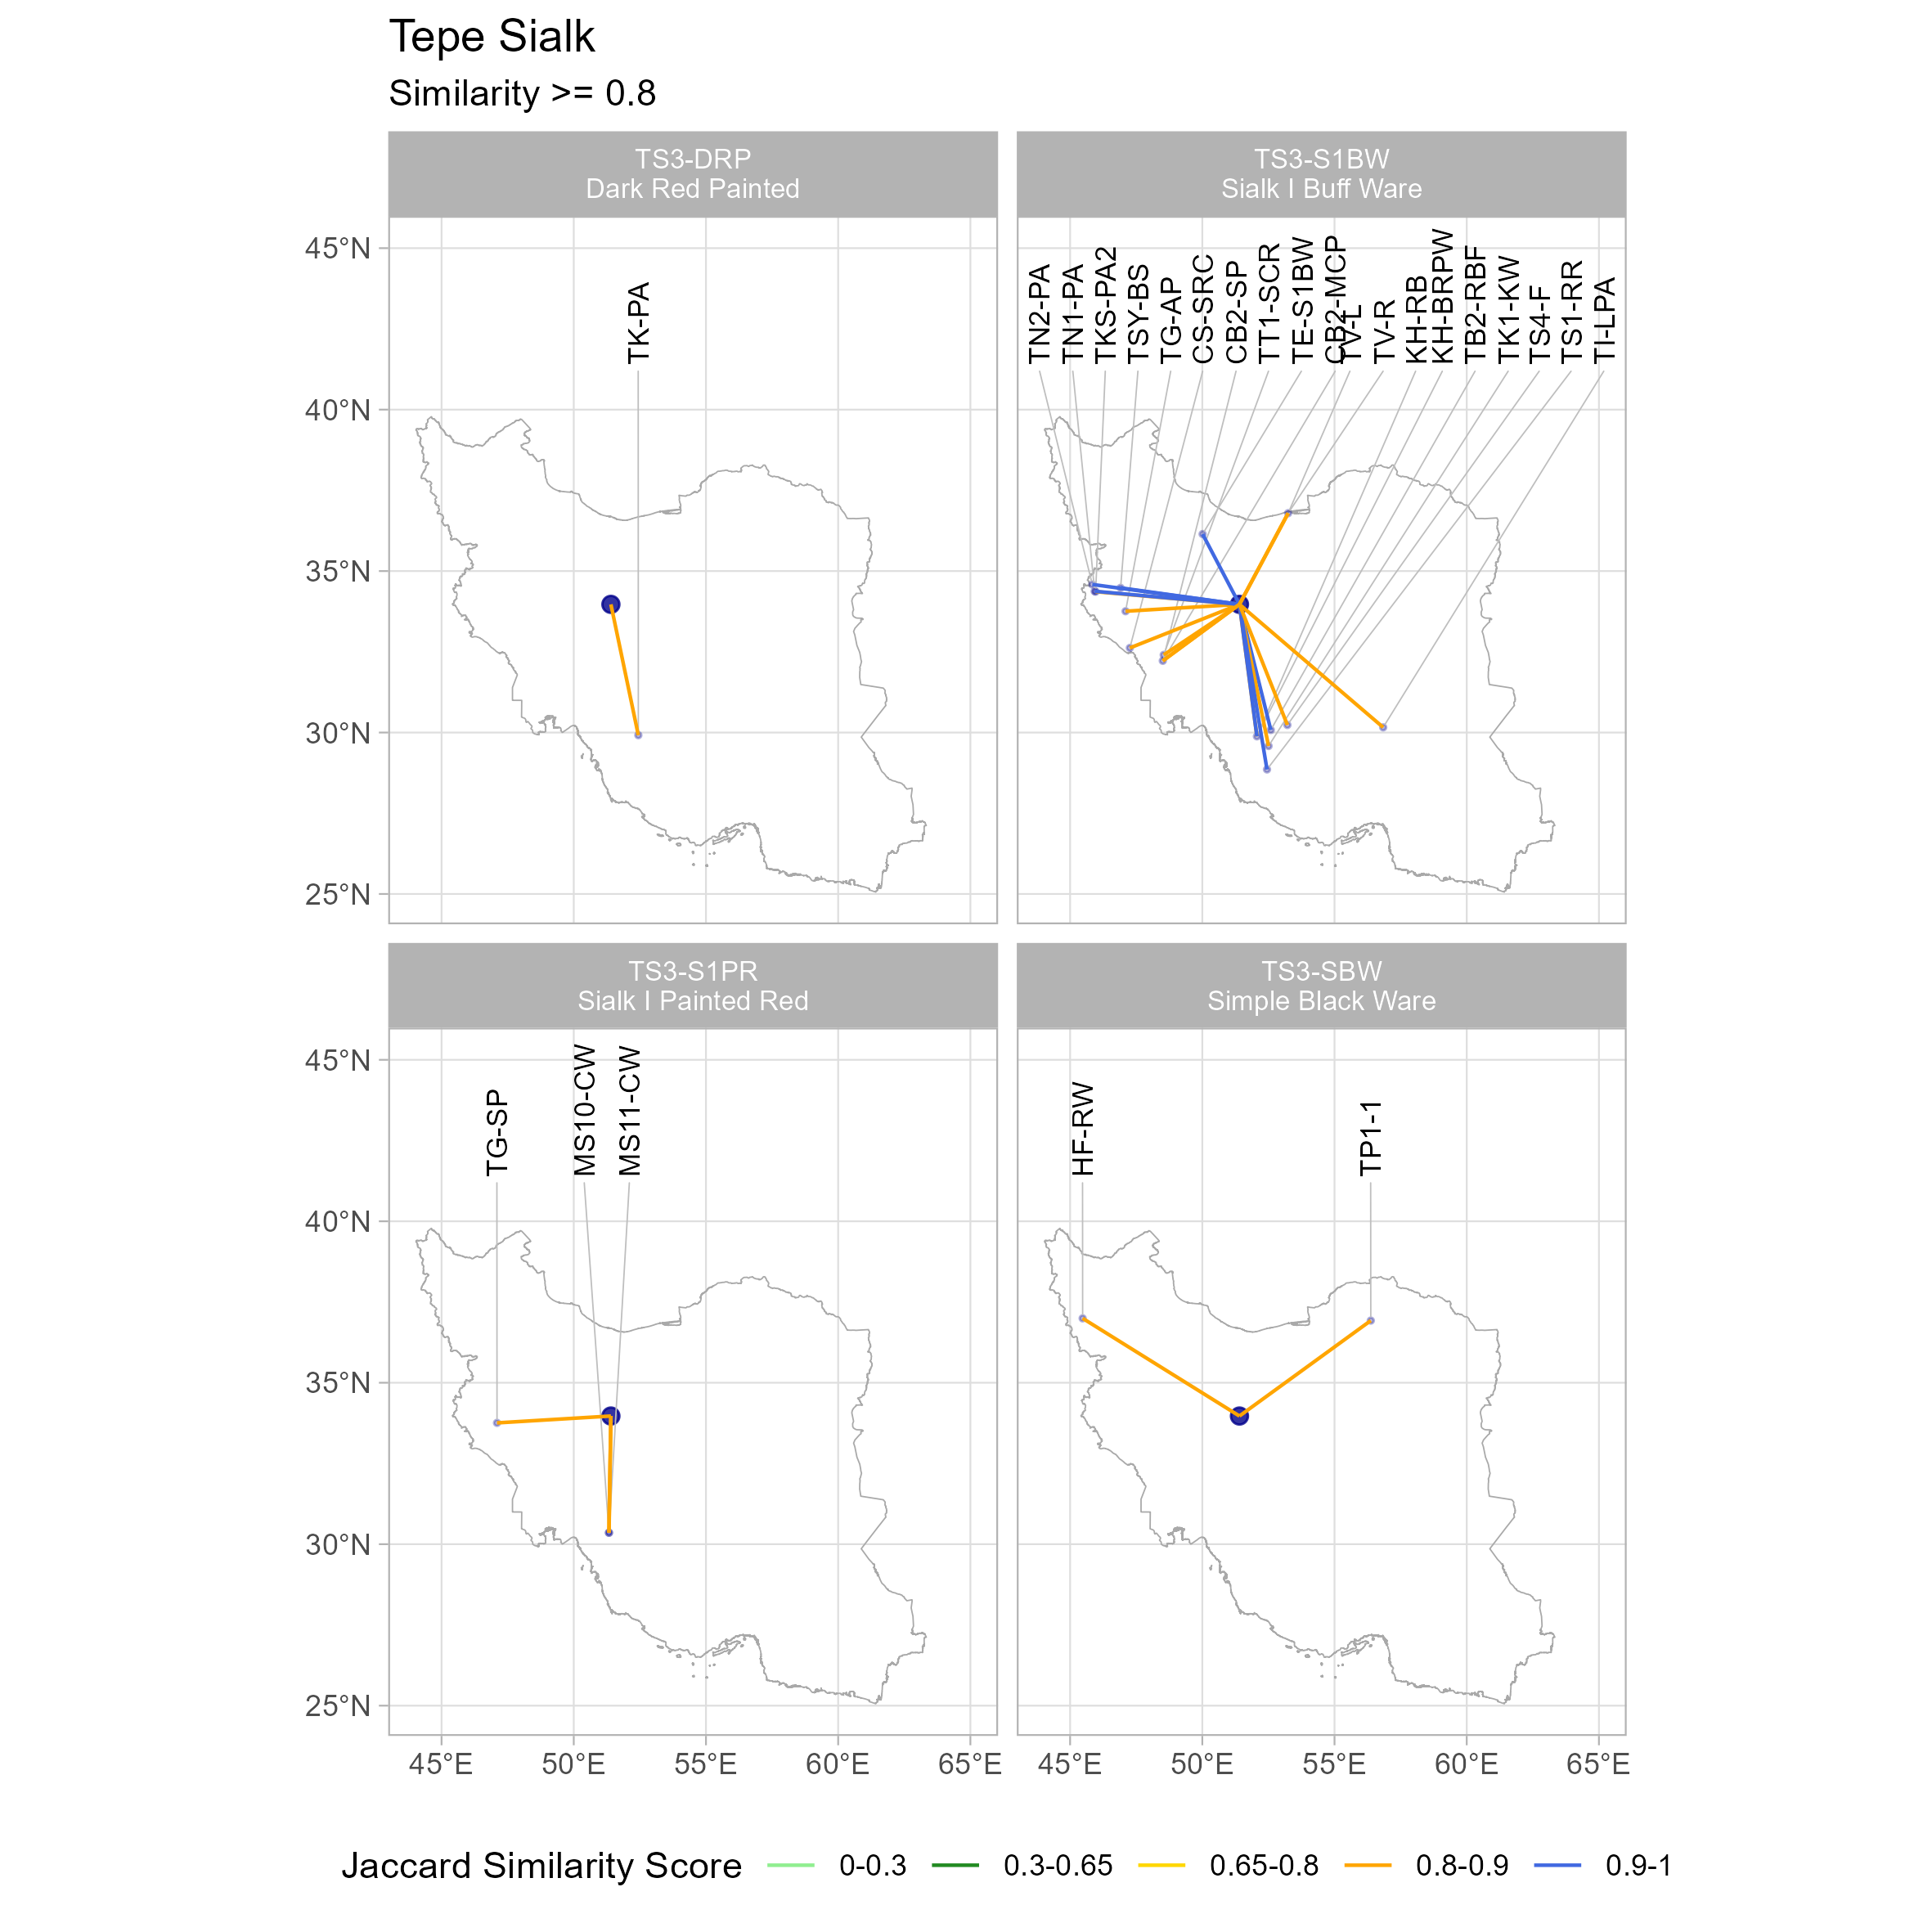 Tepe Sialk
Similarity >= 0.8
TS3-DRP
Dark Red Painted
TS3-S1BW
Sialk I Buff Ware
45°N
40°N
35°N
30°N
25°N
TK-PA
TN2-PA
TN1-PA
TKS-PA2
TSY-BS
TG-AP
CS-SRC
CB2-SP
TT1-SCR
TE-S1BW
CB2-MCP
TV-L
TV-R
KH-RB
KH-BRPW
TB2-RBF
TK1-KW
TS4-F
TS1-RR
TI-LPA
TS3-S1PR
Sialk I Painted Red
TS3-SBW
Simple Black Ware
45°N
40°N
35°N
30°N
25°N
TG-SP
MS10-CW
MS11-CW
HF-RW
TP1-1
45°E 50°E 55°E 60°E 65°E
45°E 50°E 55°E 60°E 65°E
Jaccard Similarity Score 0-0.3 0.3-0.65 0.65-0.8 0.8-0.9 0.9-1